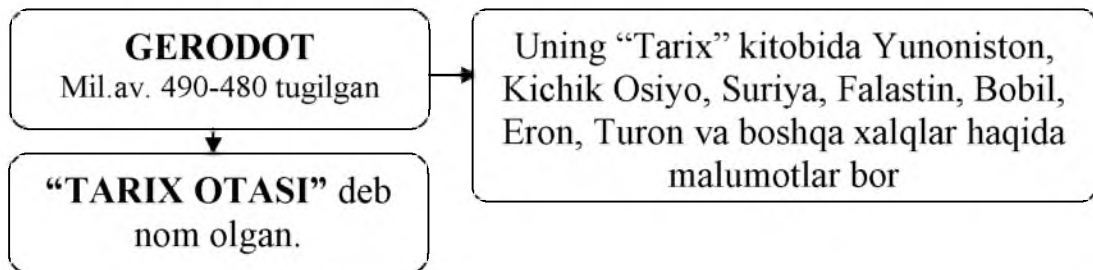 GERODOT
Mil.av. 490-480 tugilgan
Uning “Tarix” kitobida Yunoniston,
Kichik Osiyo, Suriya, Falastin, Bobil,
Eron, Turon va boshqa xalqlar haqida
malumotlar bor
“TARIX OTASI” deb
nom olgan.